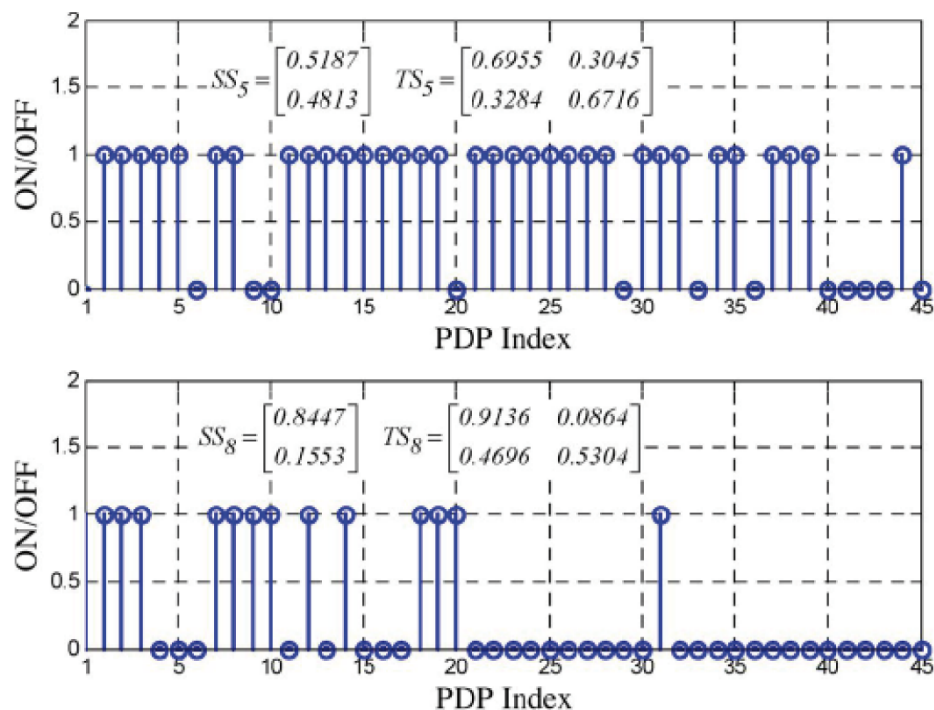 2
1.5
1
0.5
0
ON/OFF
SS5 = [0.5187 TS5 = [0.6955 0.3045
0.4813] 0.3284 0.6716]
1 5 10 15 20 25 30 35 40 45
PDP Index
2
1.5
1
0.5
0
ON/OFF
SS8 = [0.8447 TS8 = [0.9136 0.0864
0.1553] 0.4696 0.5304]
1 5 10 15 20 25 30 35 40 45
PDP Index